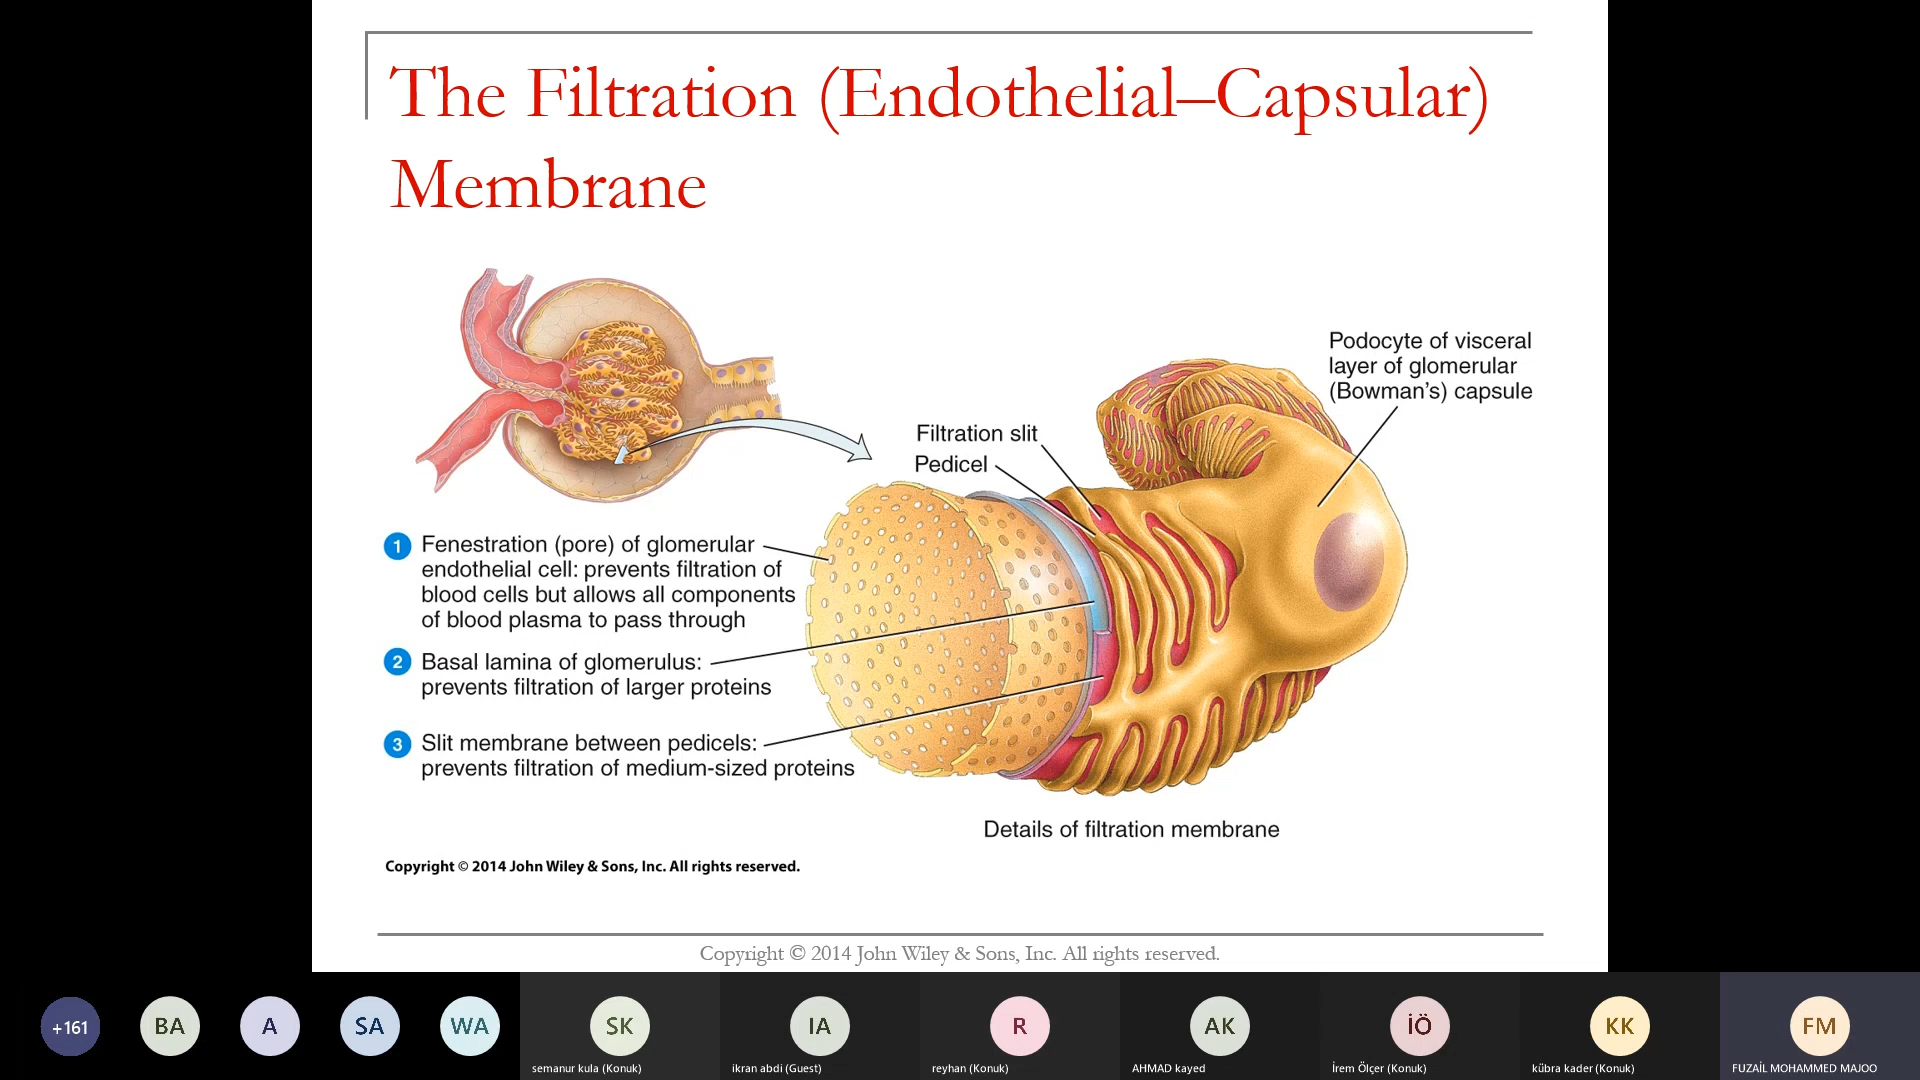 The Filtration (Endothelial–Capsular)
Membrane
Podocyte of visceral
layer of glomerular
(Bowman's) capsule
Filtration slit
Pedicel
1 Fenestration (pore) of glomerular
endothelial cell: prevents filtration of
blood cells but allows all components
of blood plasma to pass through
2 Basal lamina of glomerulus:
prevents filtration of larger proteins
3 Slit membrane between pedicels:
prevents filtration of medium-sized proteins
Details of filtration membrane
Copyright © 2014 John Wiley & Sons, Inc. All rights reserved.
Copyright © 2014 John Wiley & Sons, Inc. All rights reserved.
+161 BA A SA WA SK IA R AK İÖ KK FM
semanur kula (Konuk) ikran abdi (Guest) reyhan (Konuk) AHMAD kayed İrem Ölçer (Konuk) kübra kader (Konuk) FUZAİL MOHAMMED MAJOO